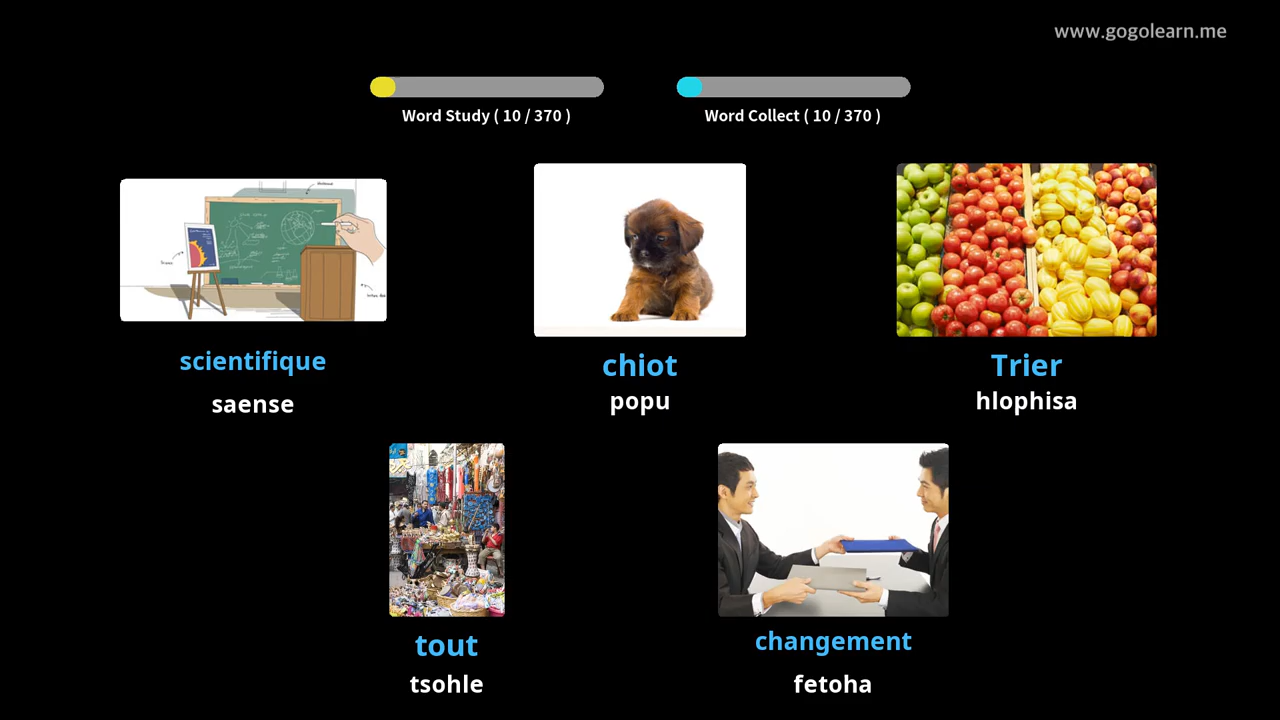 www.gogolearn.me
Word Study ( 10 / 370 )
Word Collect ( 10 / 370 )
scientifique
saense
chiot
popu
Trier
hlophisa
tout
tsohle
changement
fetoha